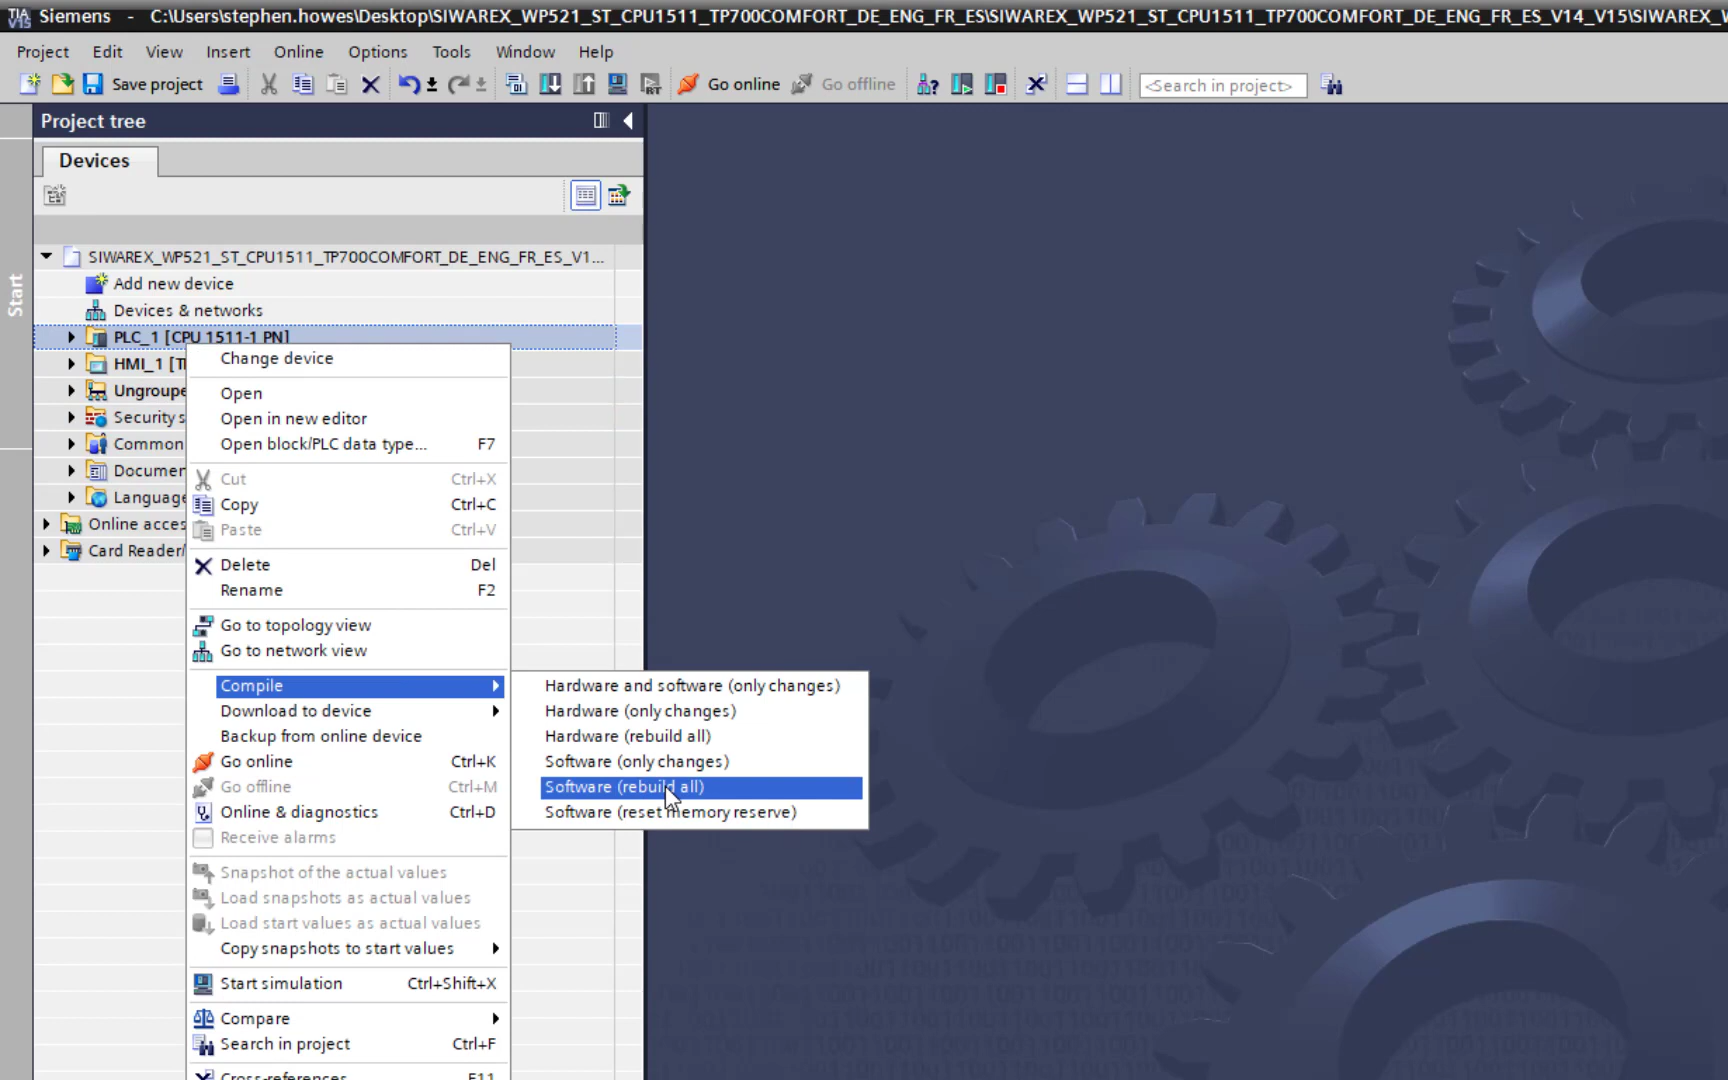 Siemens - C:\Users\stephen.howes\Desktop\SIWAREX_WP521_ST_CPU1511_TP700COMFORT_DE_ENG_FR_ES\SIWAREX_WP521_ST_CPU1511_TP700COMFORT_DE_ENG_FR_ES_V14_V15\SIWAREX_W
Project Edit View Insert Online Options Tools Window Help
Save project Go online Go offline <Search in project>
Project tree
Devices
Start
SIWAREX_WP521_ST_CPU1511_TP700COMFORT_DE_ENG_FR_ES_V1...
Add new device
Devices & networks
PLC_1 [CPU 1511-1 PN]
HMI_1 [T
Ungroupe
Security s
Common
Documen
Language
Online acces
Card Reader/
Change device
Open
Open in new editor
Open block/PLC data type... F7
Cut Ctrl+X
Copy Ctrl+C
Paste Ctrl+V
Delete Del
Rename F2
Go to topology view
Go to network view
Compile
Download to device
Backup from online device
Go online Ctrl+K
Go offline Ctrl+M
Online & diagnostics Ctrl+D
Receive alarms
Snapshot of the actual values
Load snapshots as actual values
Load start values as actual values
Copy snapshots to start values
Start simulation Ctrl+Shift+X
Compare
Search in project Ctrl+F
Cross-references F11
Hardware and software (only changes)
Hardware (only changes)
Hardware (rebuild all)
Software (only changes)
Software (rebuild all)
Software (reset memory reserve)